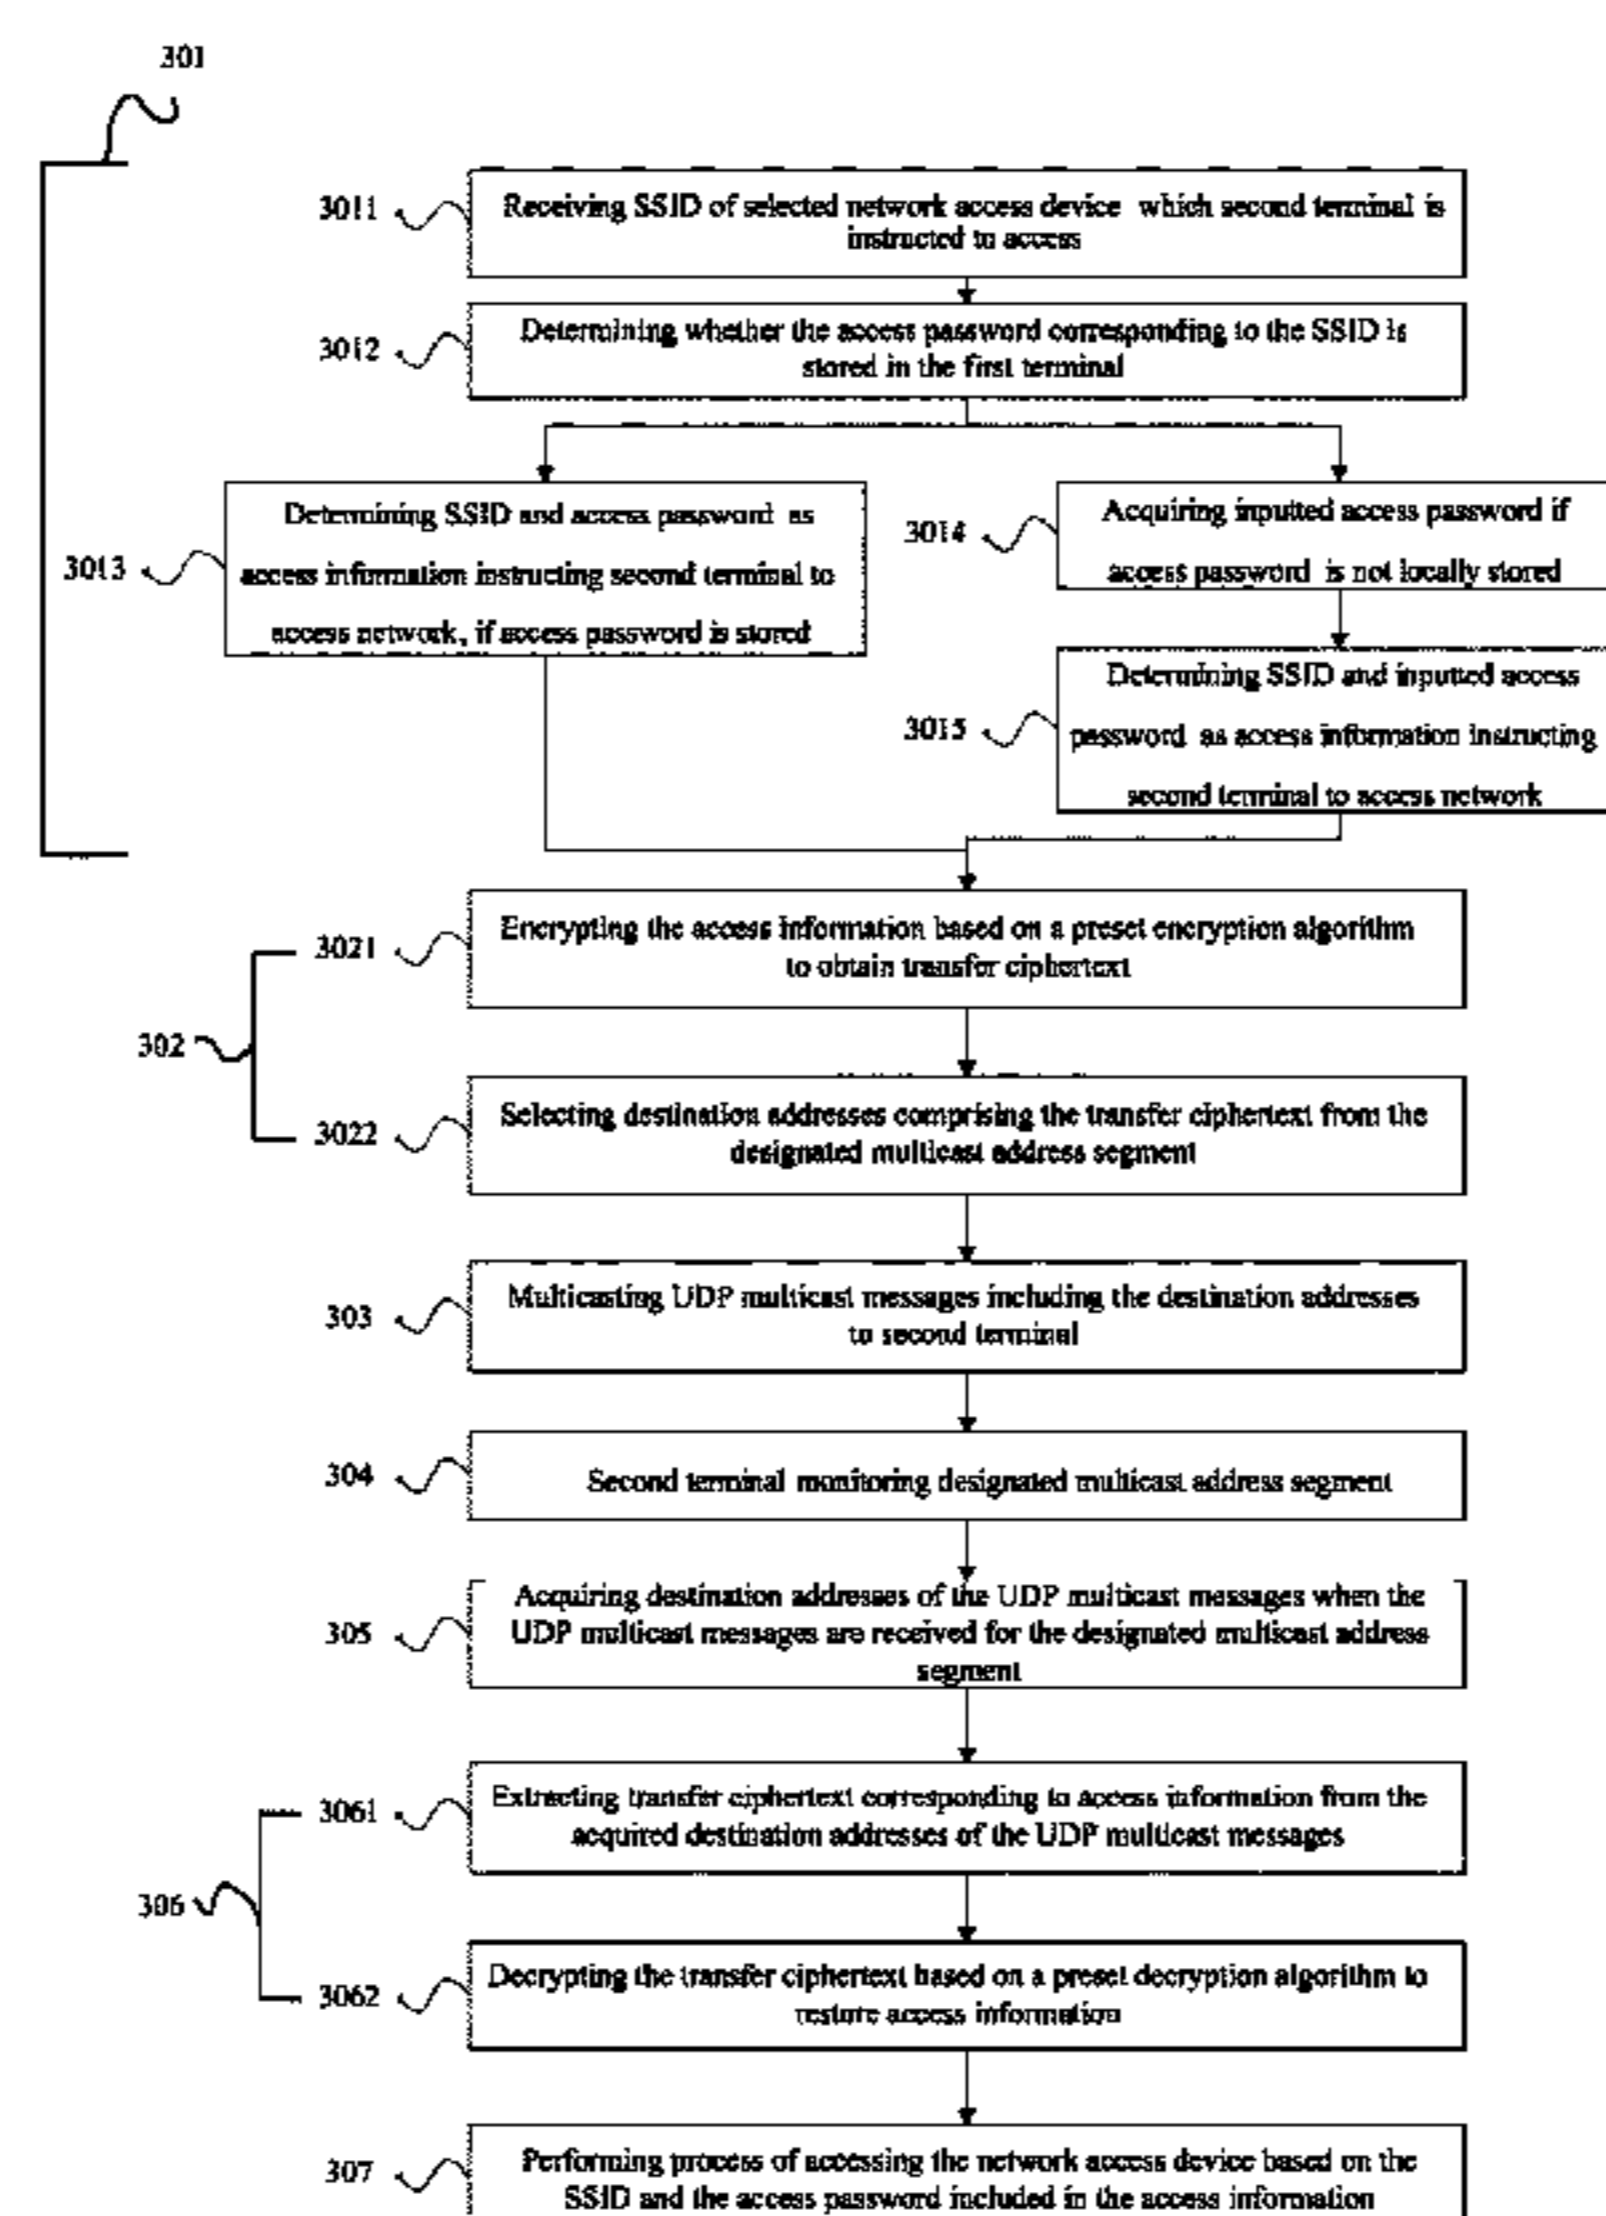 301
3011
Receiving SSID of selected network access device which second terminal is
instructed to access
3012
Determining whether the access password corresponding to the SSID is
stored in the first terminal
3013
Determining SSID and access password as
access information instructing second terminal to
access network, if access password is stored
3014
Acquiring inputted access password if
access password is not locally stored
3015
Determining SSID and inputted access
password as access information instructing
second terminal to access network
302
3021
Encrypting the access information based on a preset encryption algorithm
to obtain transfer ciphertext
3022
Selecting destination addresses comprising the transfer ciphertext from the
designated multicast address segment
303
Multicasting UDP multicast messages including the destination addresses
to second terminal
304
Second terminal monitoring designated multicast address segment
305
Acquiring destination addresses of the UDP multicast messages when the
UDP multicast messages are received for the designated multicast address
segment
306
3061
Extracting transfer ciphertext corresponding to access information from the
acquired destination addresses of the UDP multicast messages
3062
Decrypting the transfer ciphertext based on a preset decryption algorithm to
restore access information
307
Performing process of accessing the network access device based on the
SSID and the access password included in the access information